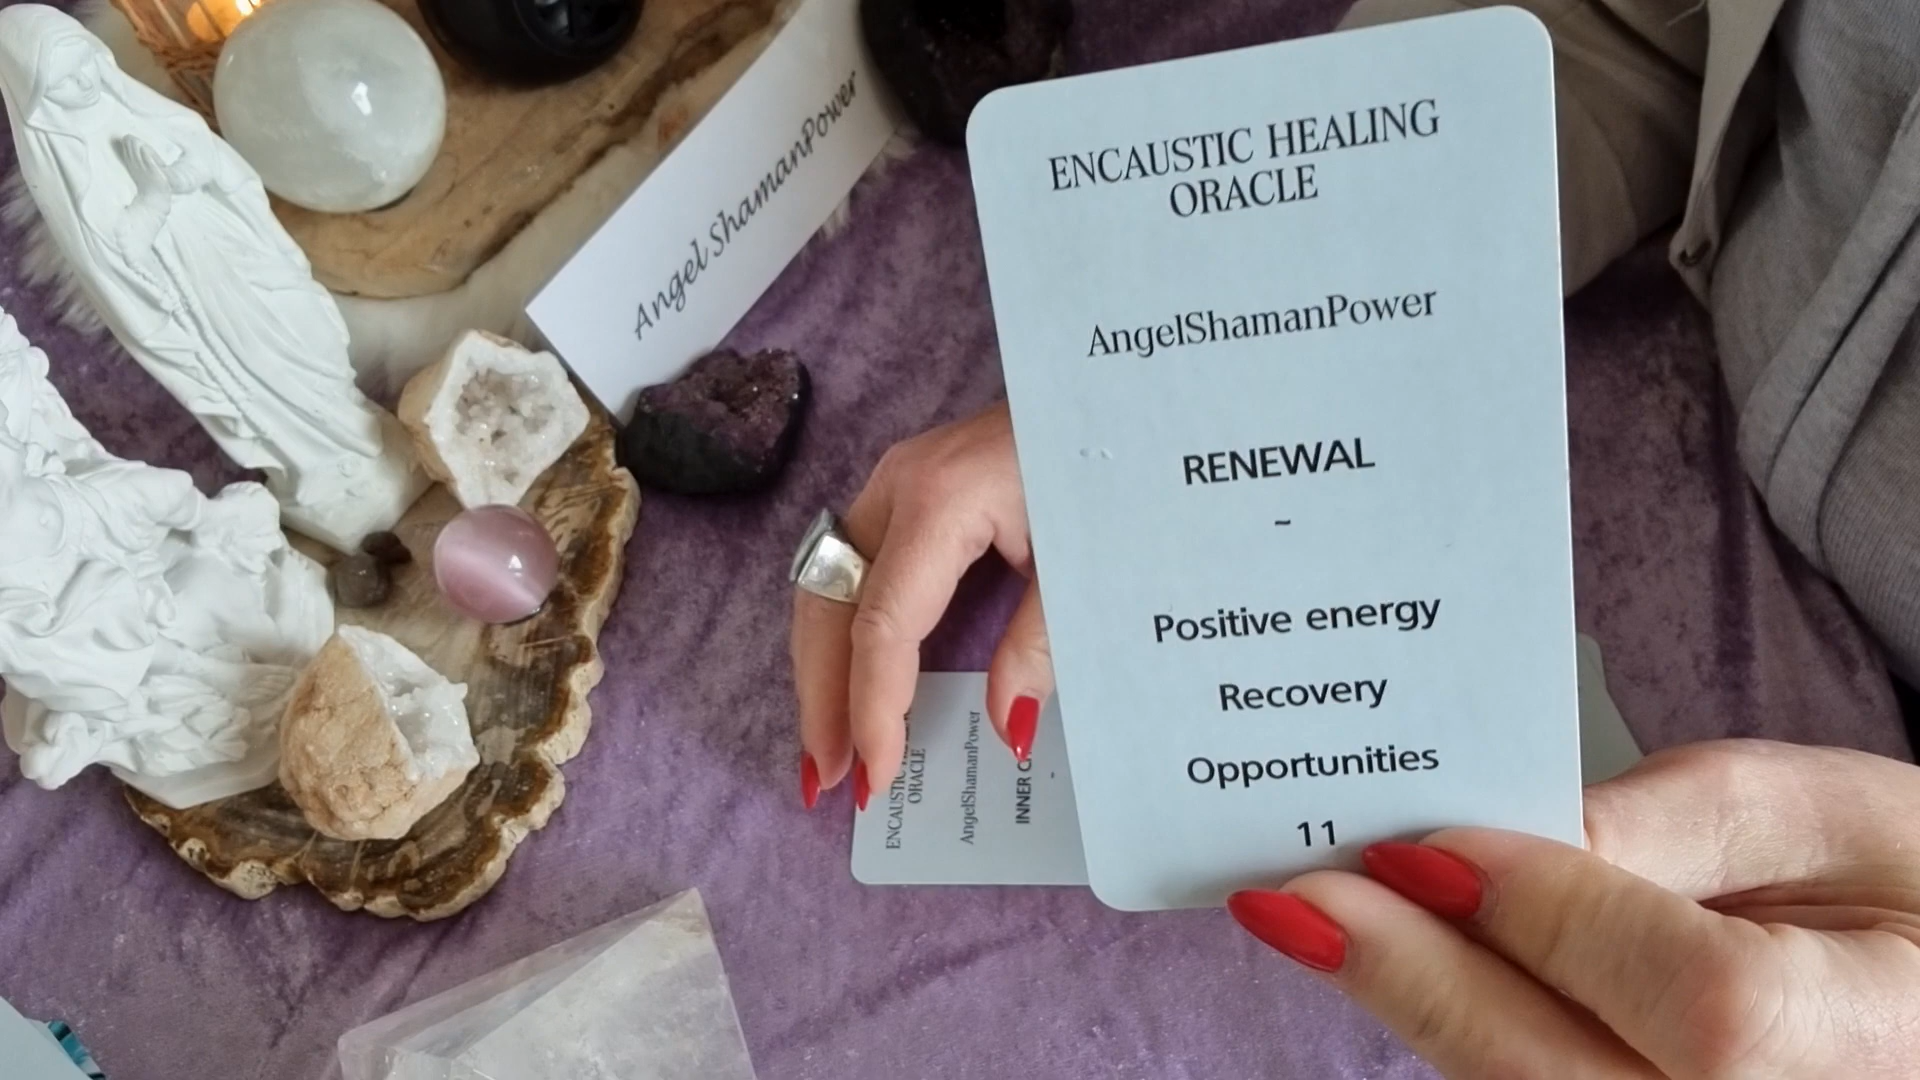 AngelShamanPower
ENCAUSTIC HEALING
ORACLE
AngelShamanPower
RENEWAL
~
Positive energy
Recovery
Opportunities
11
ENCAUSTIC
ORACLE
AngelShamanPower
INNER
-